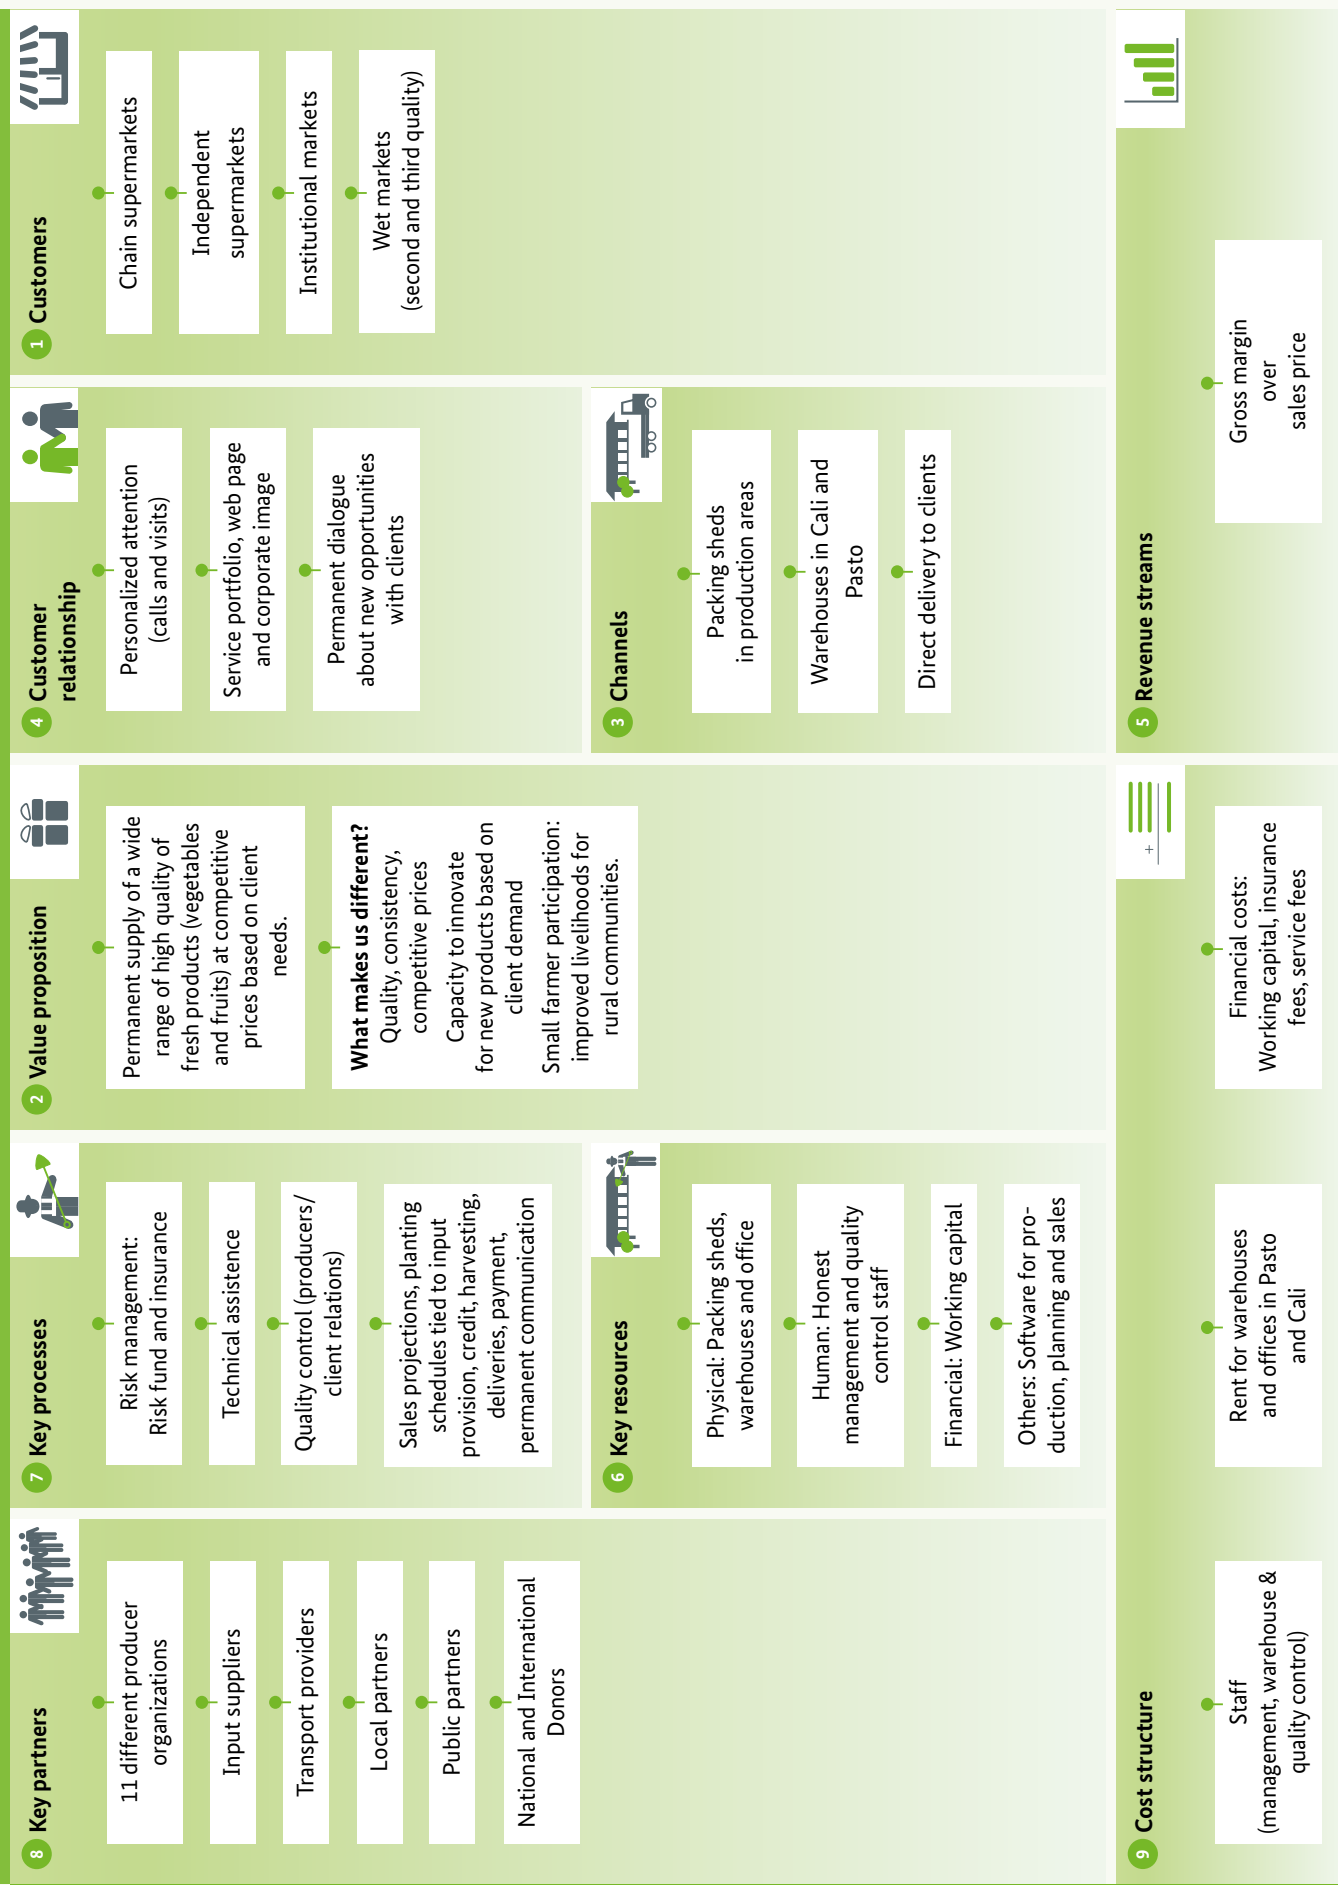 8 Key partners
11 different producer
organizations
Input suppliers
Transport providers
Local partners
Public partners
National and International
Donors
7 Key processes
Risk management:
Risk fund and insurance
Technical assistence
Quality control (producers/
client relations)
Sales projections, planting
schedules tied to input
provision, credit, harvesting,
deliveries, payment,
permanent communication
6 Key resources
Physical: Packing sheds,
warehouses and office
Human: Honest
management and quality
control staff
Financial: Working capital
Others: Software for pro-
duction, planning and sales
2 Value proposition
Permanent supply of a wide
range of high quality of
fresh products (vegetables
and fruits) at competitive
prices based on client
needs.
What makes us different?
Quality, consistency,
competitive prices
Capacity to innovate
for new products based on
client demand
Small farmer participation:
improved livelihoods for
rural communities.
4 Customer
relationship
Personalized attention
(calls and visits)
Service portfolio, web page
and corporate image
Permanent dialogue
about new opportunities
with clients
3 Channels
Packing sheds
in production areas
Warehouses in Cali and
Pasto
Direct delivery to clients
1 Customers
Chain supermarkets
Independent
supermarkets
Institutional markets
Wet markets
(second and third quality)
9 Cost structure
Staff
(management, warehouse &
quality control)
Rent for warehouses
and offices in Pasto
and Cali
Financial costs:
Working capital, insurance
fees, service fees
+
5 Revenue streams
Gross margin
over
sales price